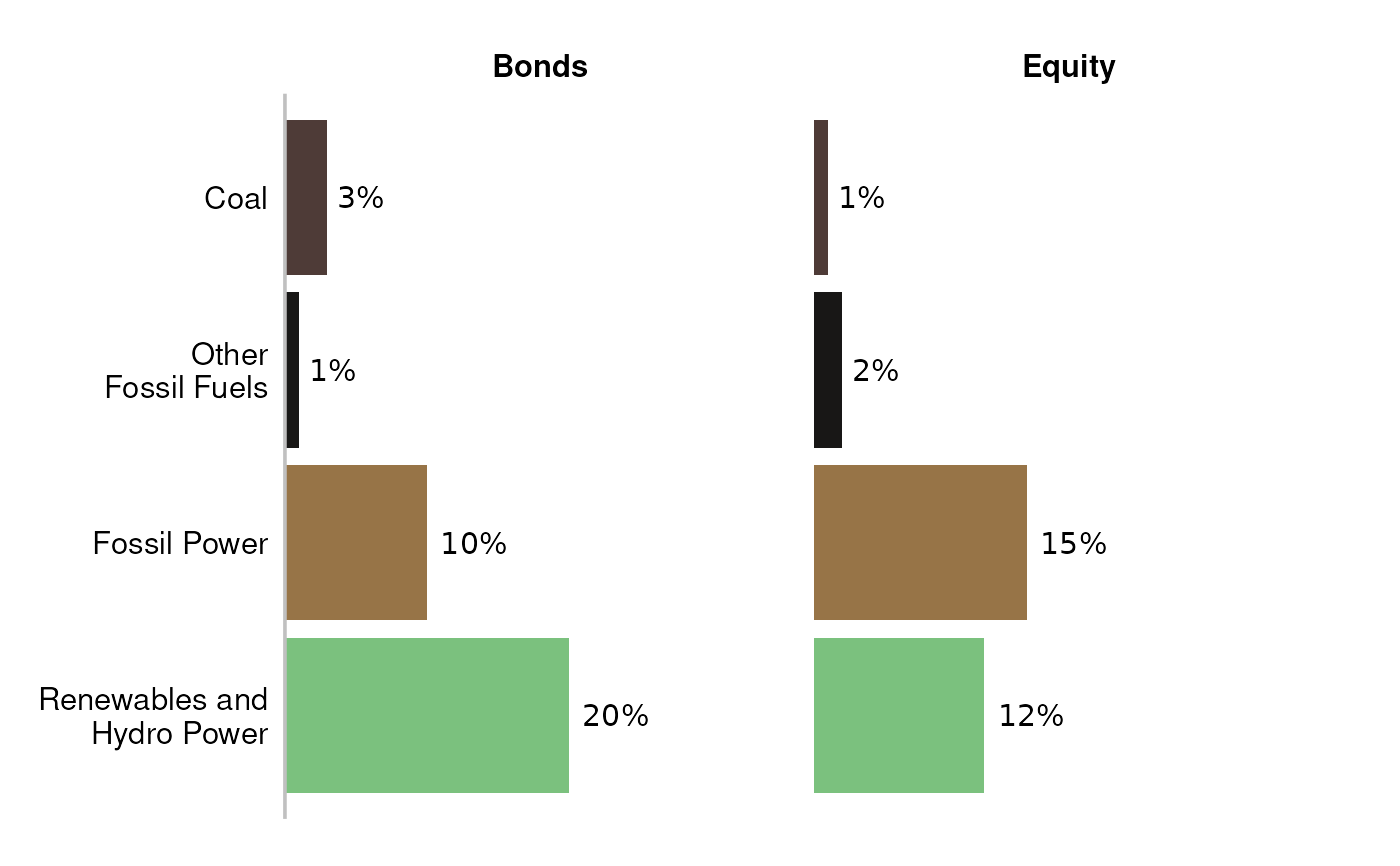 Bonds
Equity
Coal
3%
1%
Other
Fossil Fuels
1%
2%
Fossil Power
10%
15%
Renewables and
Hydro Power
20%
12%